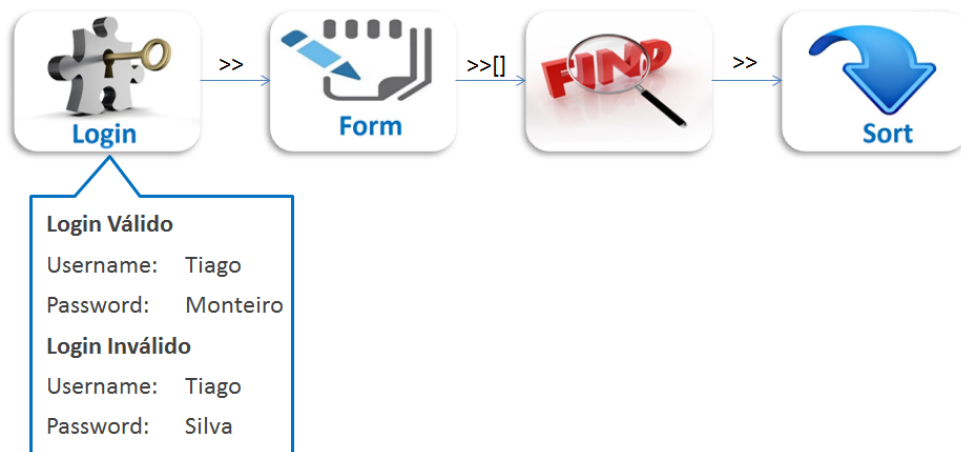 Login
>>
Form
>>[]
FIND
>>
Sort
Login Válido
Username: Tiago
Password: Monteiro
Login Inválido
Username: Tiago
Password: Silva